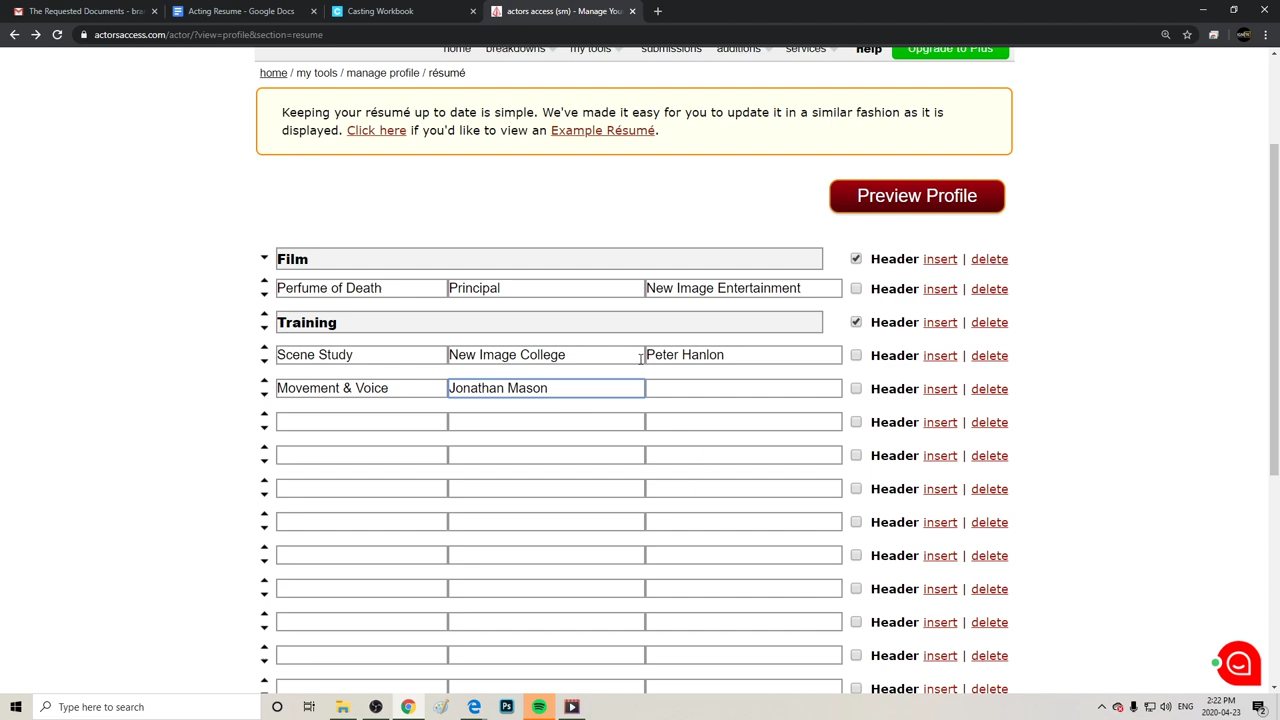 The Requested Documents - bra
Acting Resume - Google Docs
Casting Workbook
actors access (sm) - Manage You
actorsaccess.com/actor/?view=profile&section=resume
home breakdowns my tools submissions auditions services help Upgrade to Plus
home / my tools / manage profile / résumé
Keeping your résumé up to date is simple. We've made it easy for you to update it in a similar fashion as it is
displayed. Click here if you'd like to view an Example Résumé.
Preview Profile
Film Header insert | delete
Perfume of Death Principal New Image Entertainment Header insert | delete
Training Header insert | delete
Scene Study New Image College Peter Hanlon Header insert | delete
Movement & Voice Jonathan Mason Header insert | delete
Header insert | delete
Header insert | delete
Header insert | delete
Header insert | delete
Header insert | delete
Header insert | delete
Header insert | delete
Header insert | delete
Header insert | delete
Type here to search
ENG
2:22 PM
2020-04-23
2